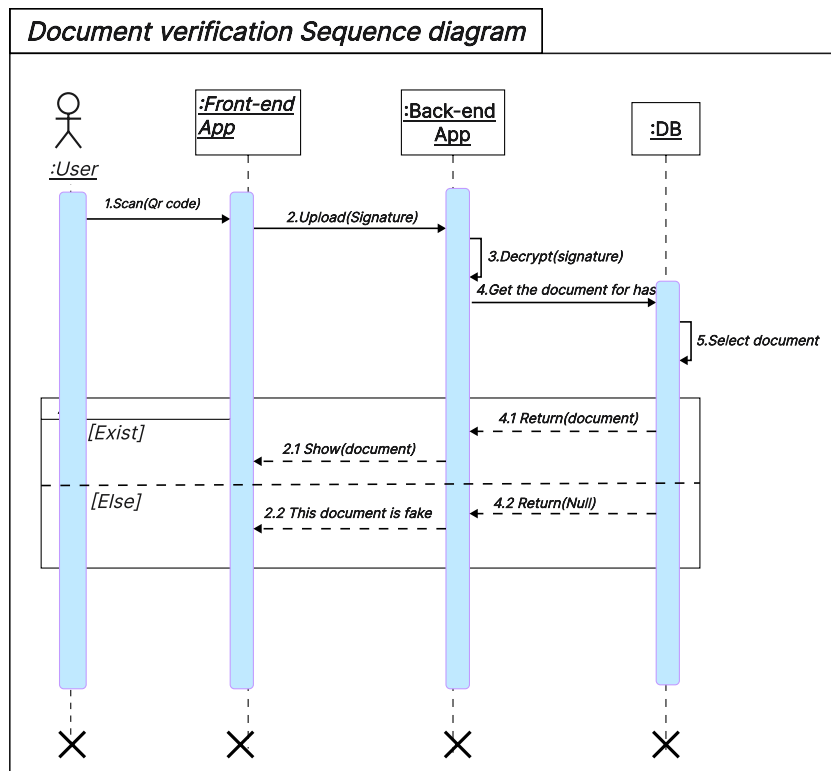 Document verification Sequence diagram
:Front-end
App
:Back-end
App
:DB
:User
1.Scan(Qr code)
2.Upload(Signature)
3.Decrypt(signature)
4.Get the document for has
5.Select document
[Exist]
4.1 Return(document)
2.1 Show(document)
[Else]
4.2 Return(Null)
2.2 This document is fake